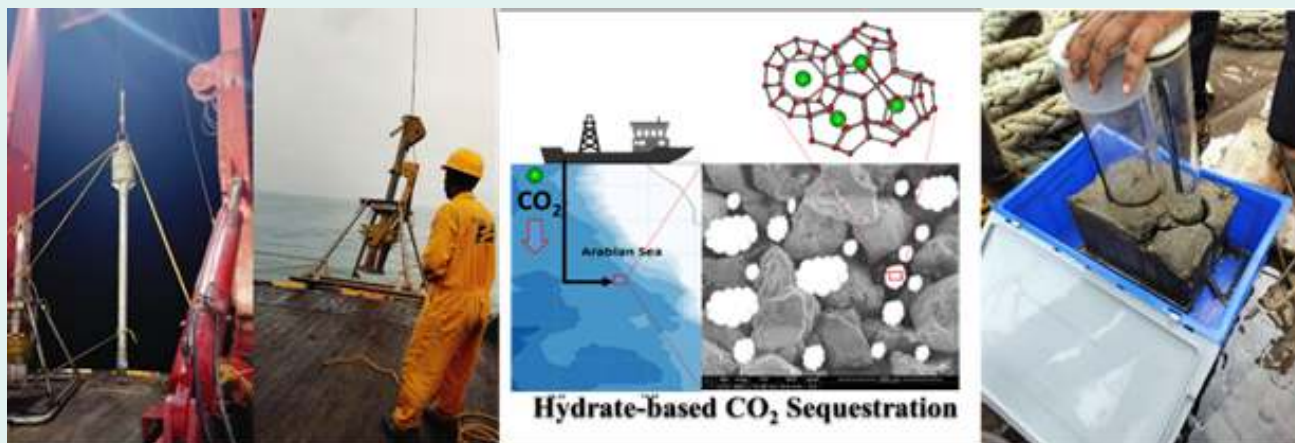 CO₂
Arabian Sea
Hydrate-based CO₂ Sequestration